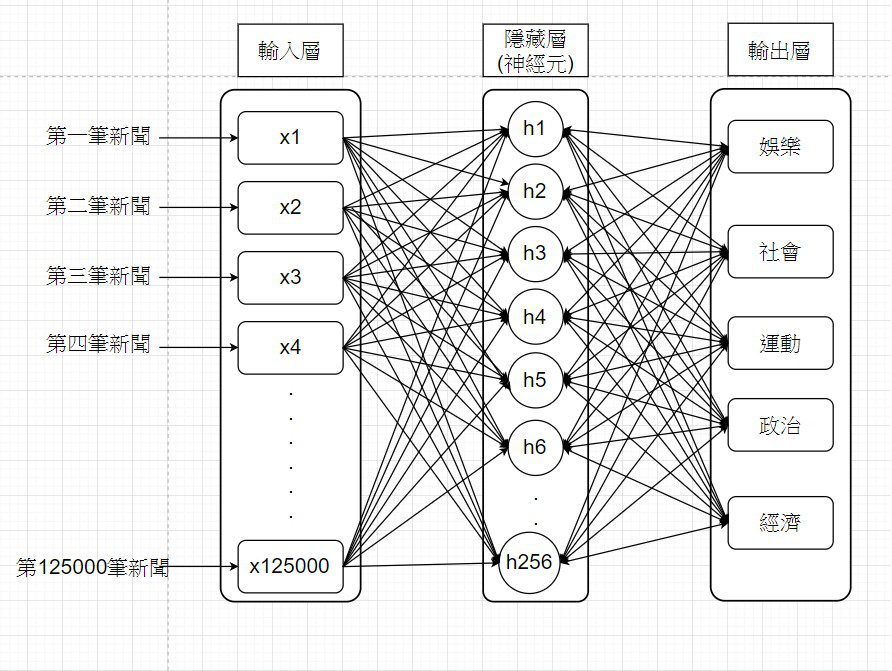 輸入層
隱藏層
(神經元)
輸出層
第一筆新聞
x1
h1
娛樂
第二筆新聞
x2
h2
社會
第三筆新聞
x3
h3
第四筆新聞
x4
h4
運動
h5
政治
h6
經濟
第125000筆新聞
x125000
h256